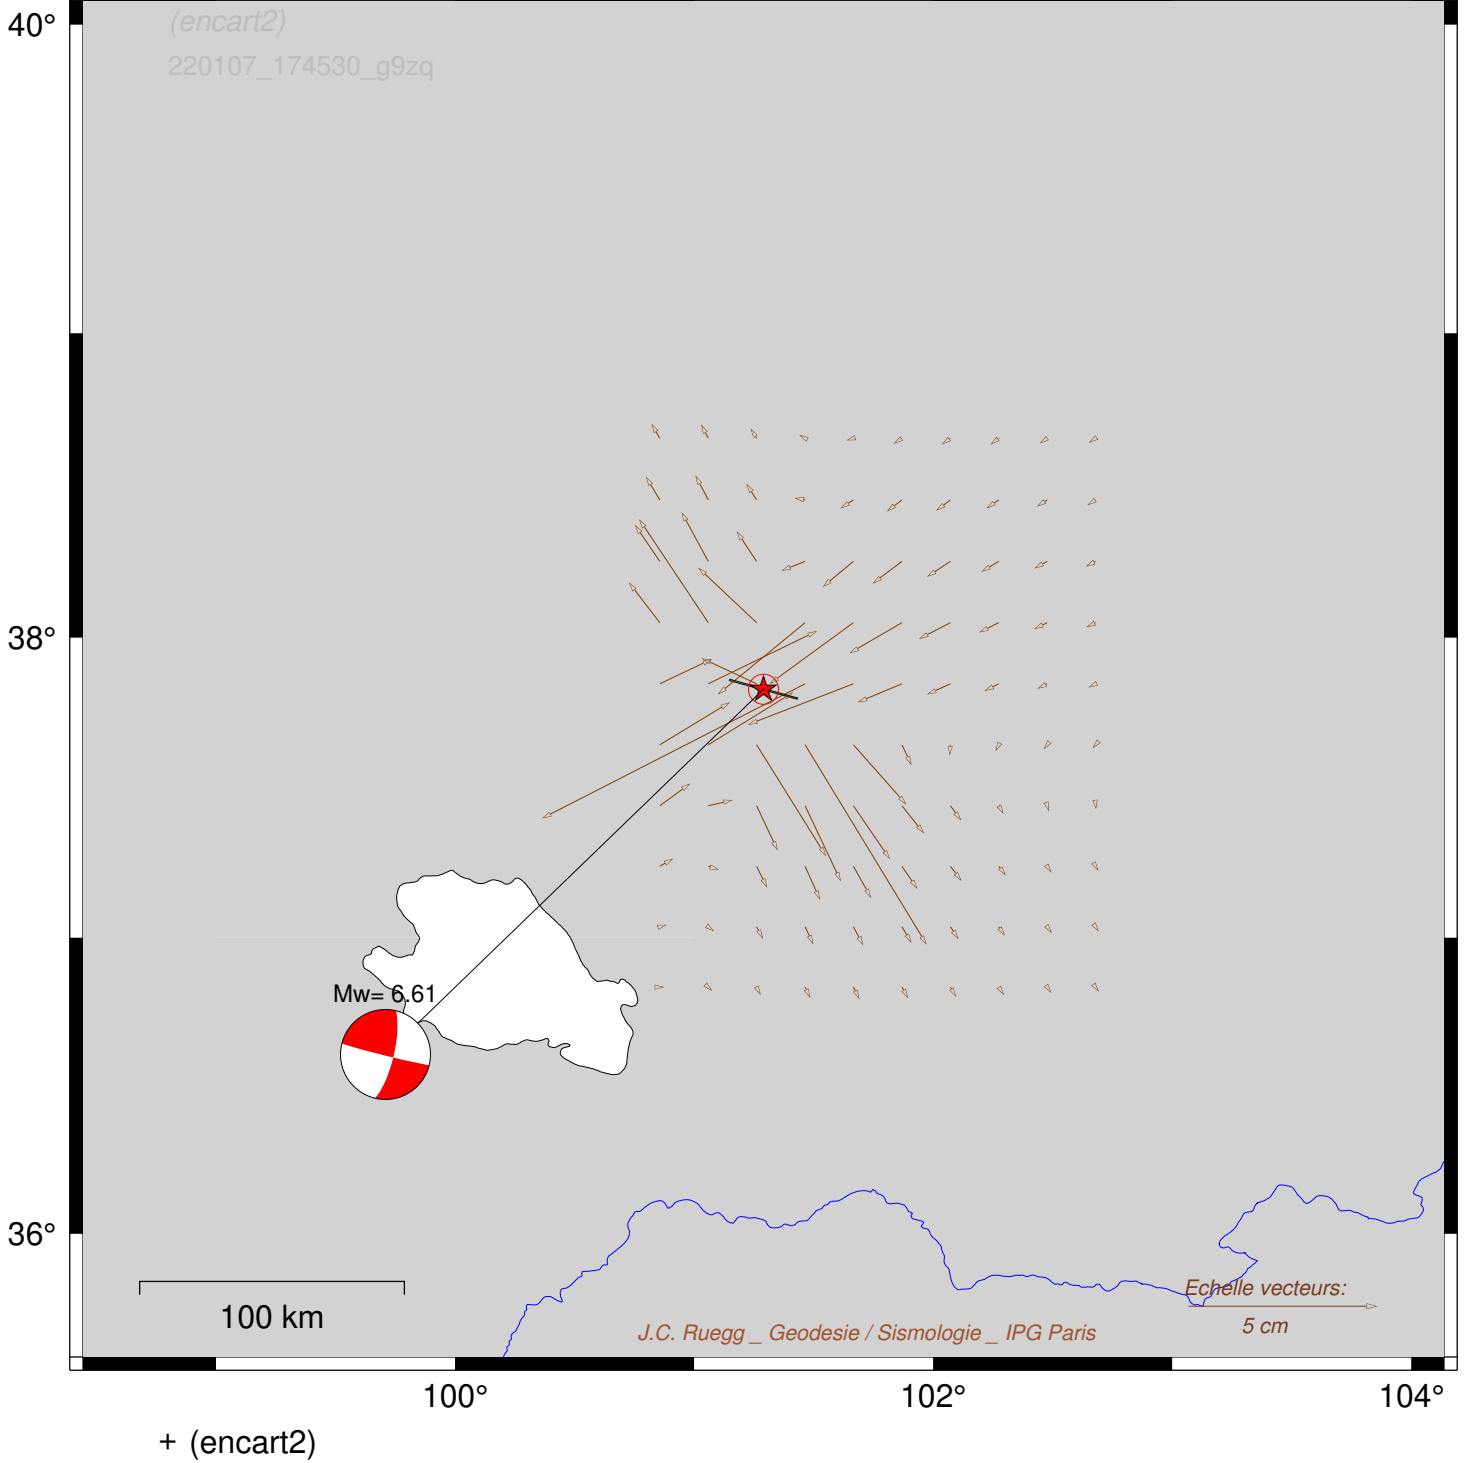 40°
(encart2)
220107_174530_g9zq
38°
Mw= 6.61
36°
100 km
Echelle vecteurs:
5 cm
J.C. Ruegg _ Geodesie / Sismologie _ IPG Paris
100°
102°
104°
+ (encart2)